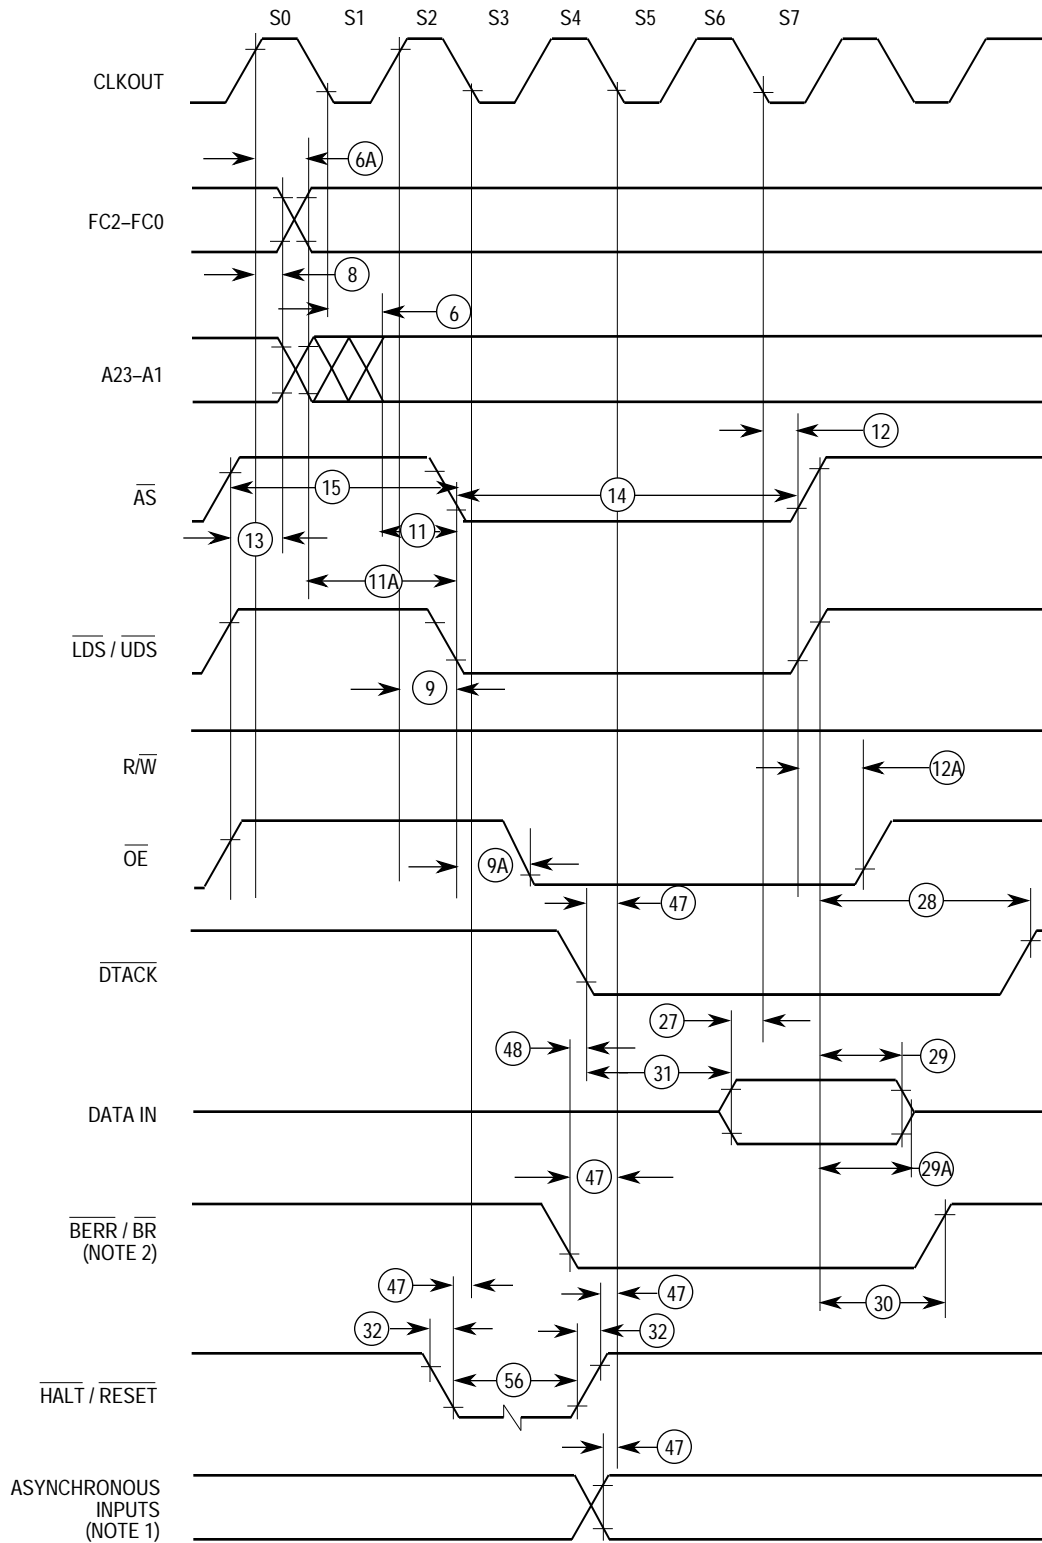 S0 S1 S2 S3 S4 S5 S6 S7
CLKOUT
6A
FC2–FC0
8
6
A23–A1
12
AS
15
14
11
13
11A
LDS / UDS
9
R/W
12A
OE
9A
47
28
DTACK
27
48
29
31
DATA IN
47
29A
BERR / BR
(NOTE 2)
47
47
30
32
32
HALT / RESET
56
47
ASYNCHRONOUS
INPUTS
(NOTE 1)